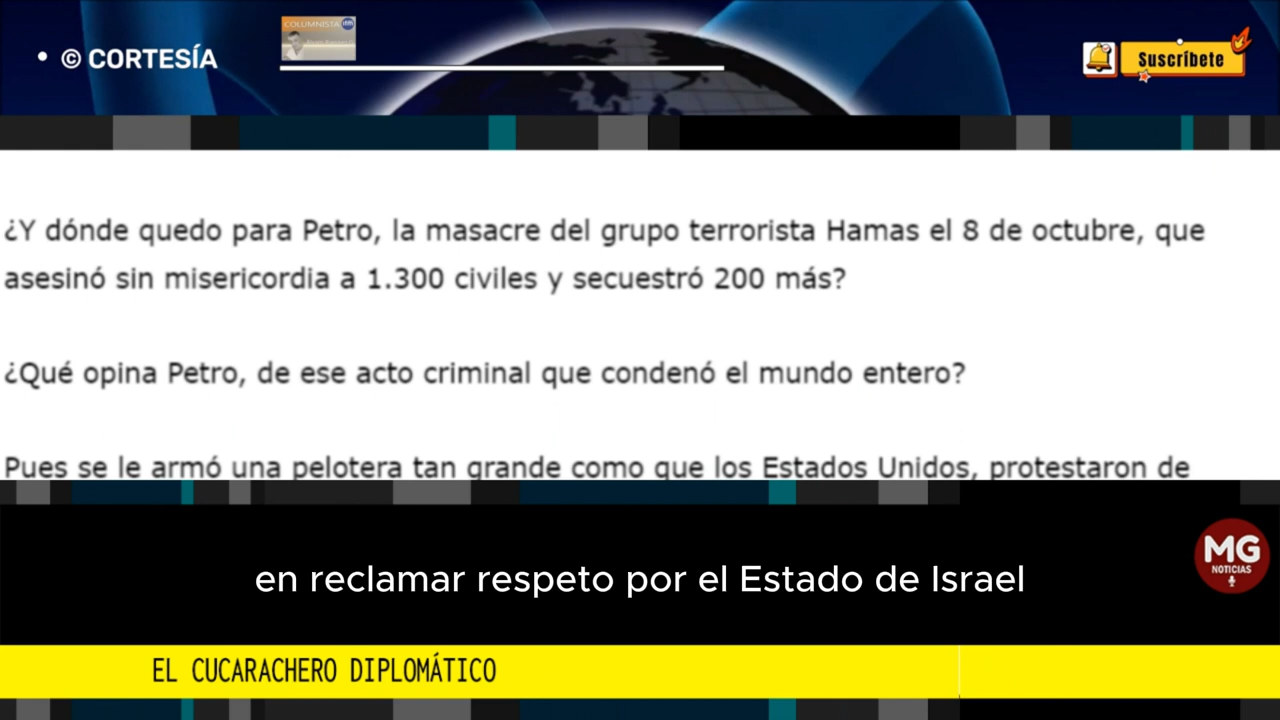 © CORTESÍA
COLUMNISTA
Suscríbete
¿Y dónde quedo para Petro, la masacre del grupo terrorista Hamas el 8 de octubre, que
asesinó sin misericordia a 1.300 civiles y secuestró 200 más?
¿Qué opina Petro, de ese acto criminal que condenó el mundo entero?
Pues se le armó una pelotera tan grande como que los Estados Unidos, protestaron de
en reclamar respeto por el Estado de Israel
MG
NOTICIAS
EL CUCARACHERO DIPLOMÁTICO